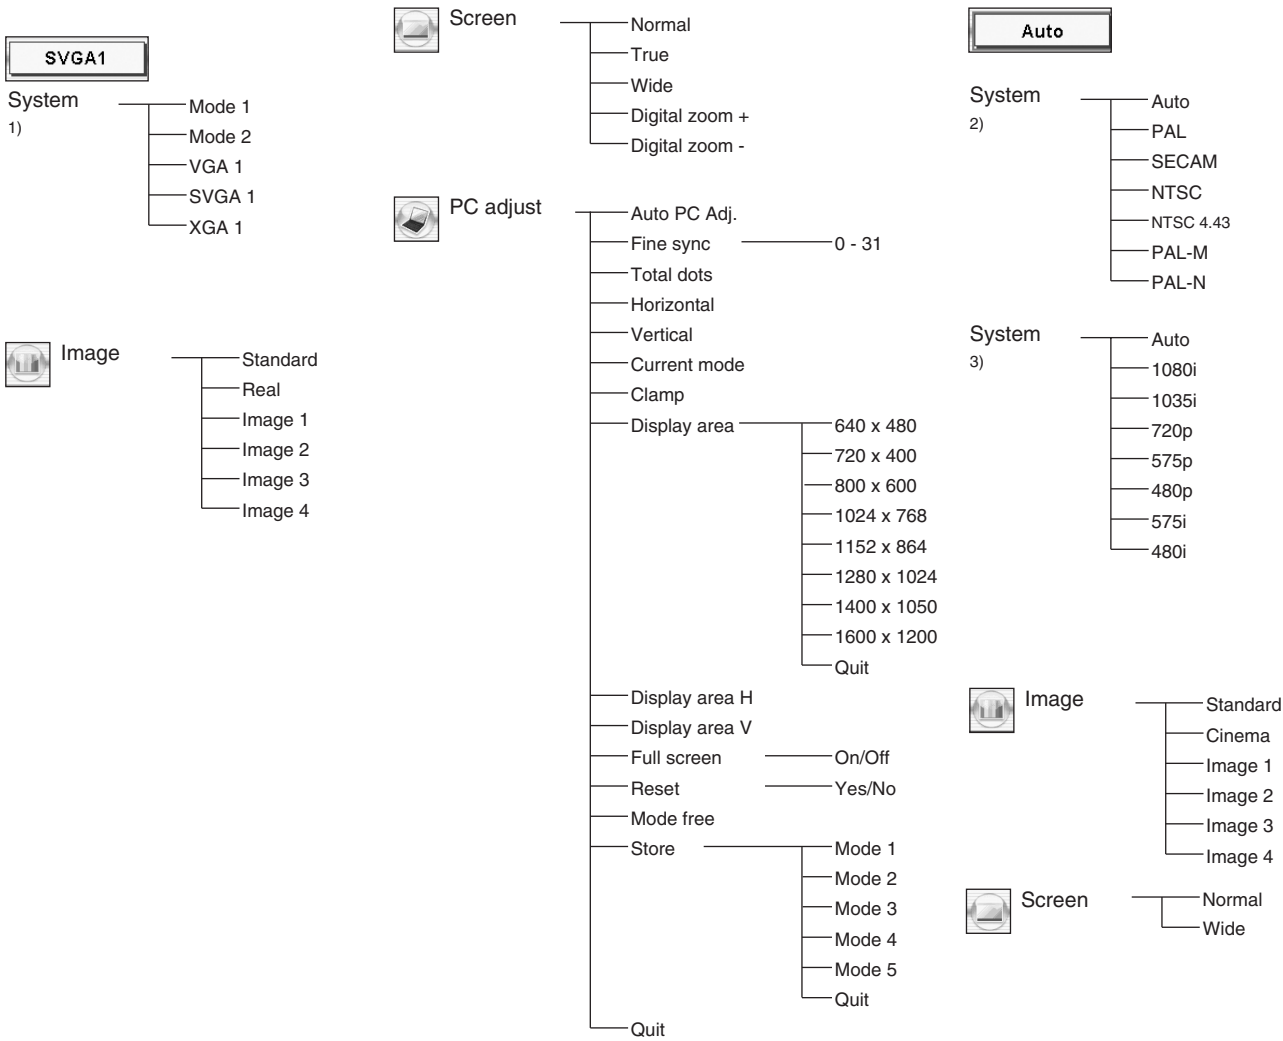 SVGA1
System
1)
Mode 1
Mode 2
VGA 1
SVGA 1
XGA 1
Image
Standard
Real
Image 1
Image 2
Image 3
Image 4
Screen
Normal
True
Wide
Digital zoom +
Digital zoom -
PC adjust
Auto PC Adj.
Fine sync
0 - 31
Total dots
Horizontal
Vertical
Current mode
Clamp
Display area
640 x 480
720 x 400
800 x 600
1024 x 768
1152 x 864
1280 x 1024
1400 x 1050
1600 x 1200
Quit
Display area H
Display area V
Full screen
On/Off
Reset
Yes/No
Mode free
Store
Mode 1
Mode 2
Mode 3
Mode 4
Mode 5
Quit
Quit
Auto
System
2)
Auto
PAL
SECAM
NTSC
NTSC 4.43
PAL-M
PAL-N
System
3)
Auto
1080i
1035i
720p
575p
480p
575i
480i
Image
Standard
Cinema
Image 1
Image 2
Image 3
Image 4
Screen
Normal
Wide